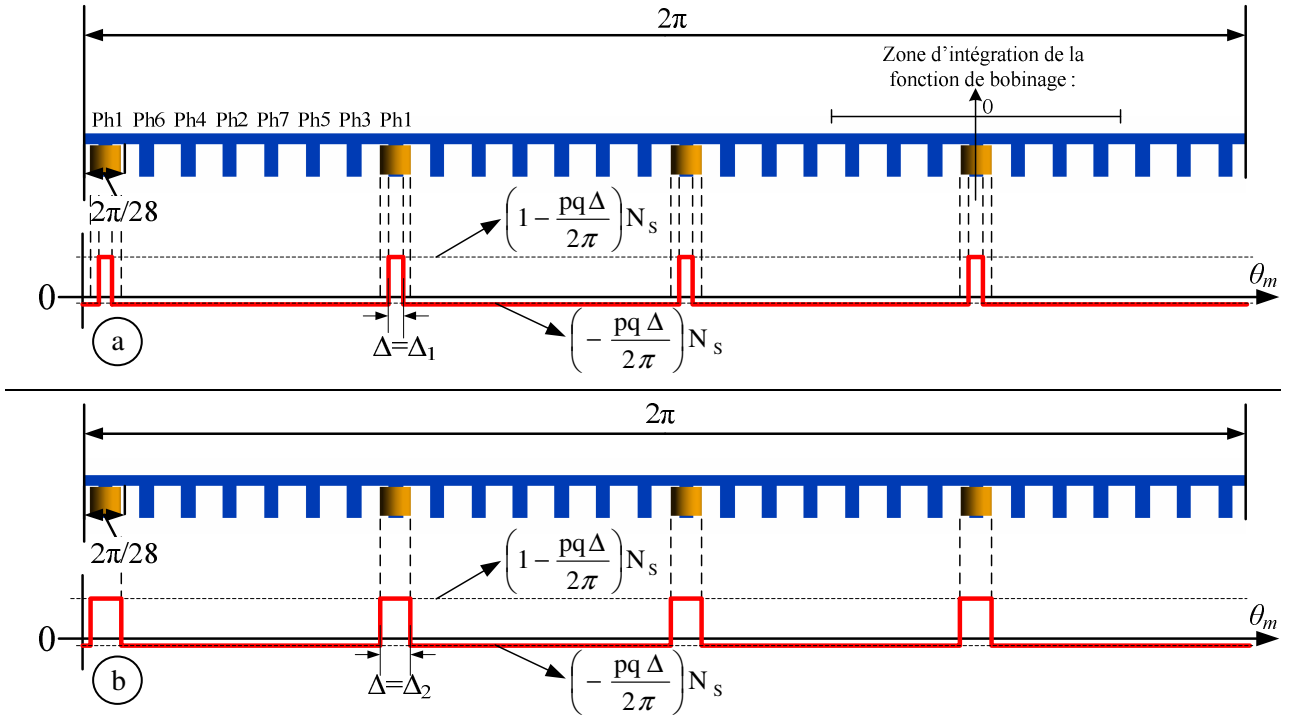 2π
Zone d’intégration de la
fonction de bobinage :
0
Ph1 Ph6 Ph4 Ph2 Ph7 Ph5 Ph3 Ph1
2π/28
(1 − pqΔ/2π) N_S
0
θ_m
(− pqΔ/2π) N_S
Δ=Δ₁
a
2π
2π/28
(1 − pqΔ/2π) N_S
0
θ_m
(− pqΔ/2π) N_S
Δ=Δ₂
b